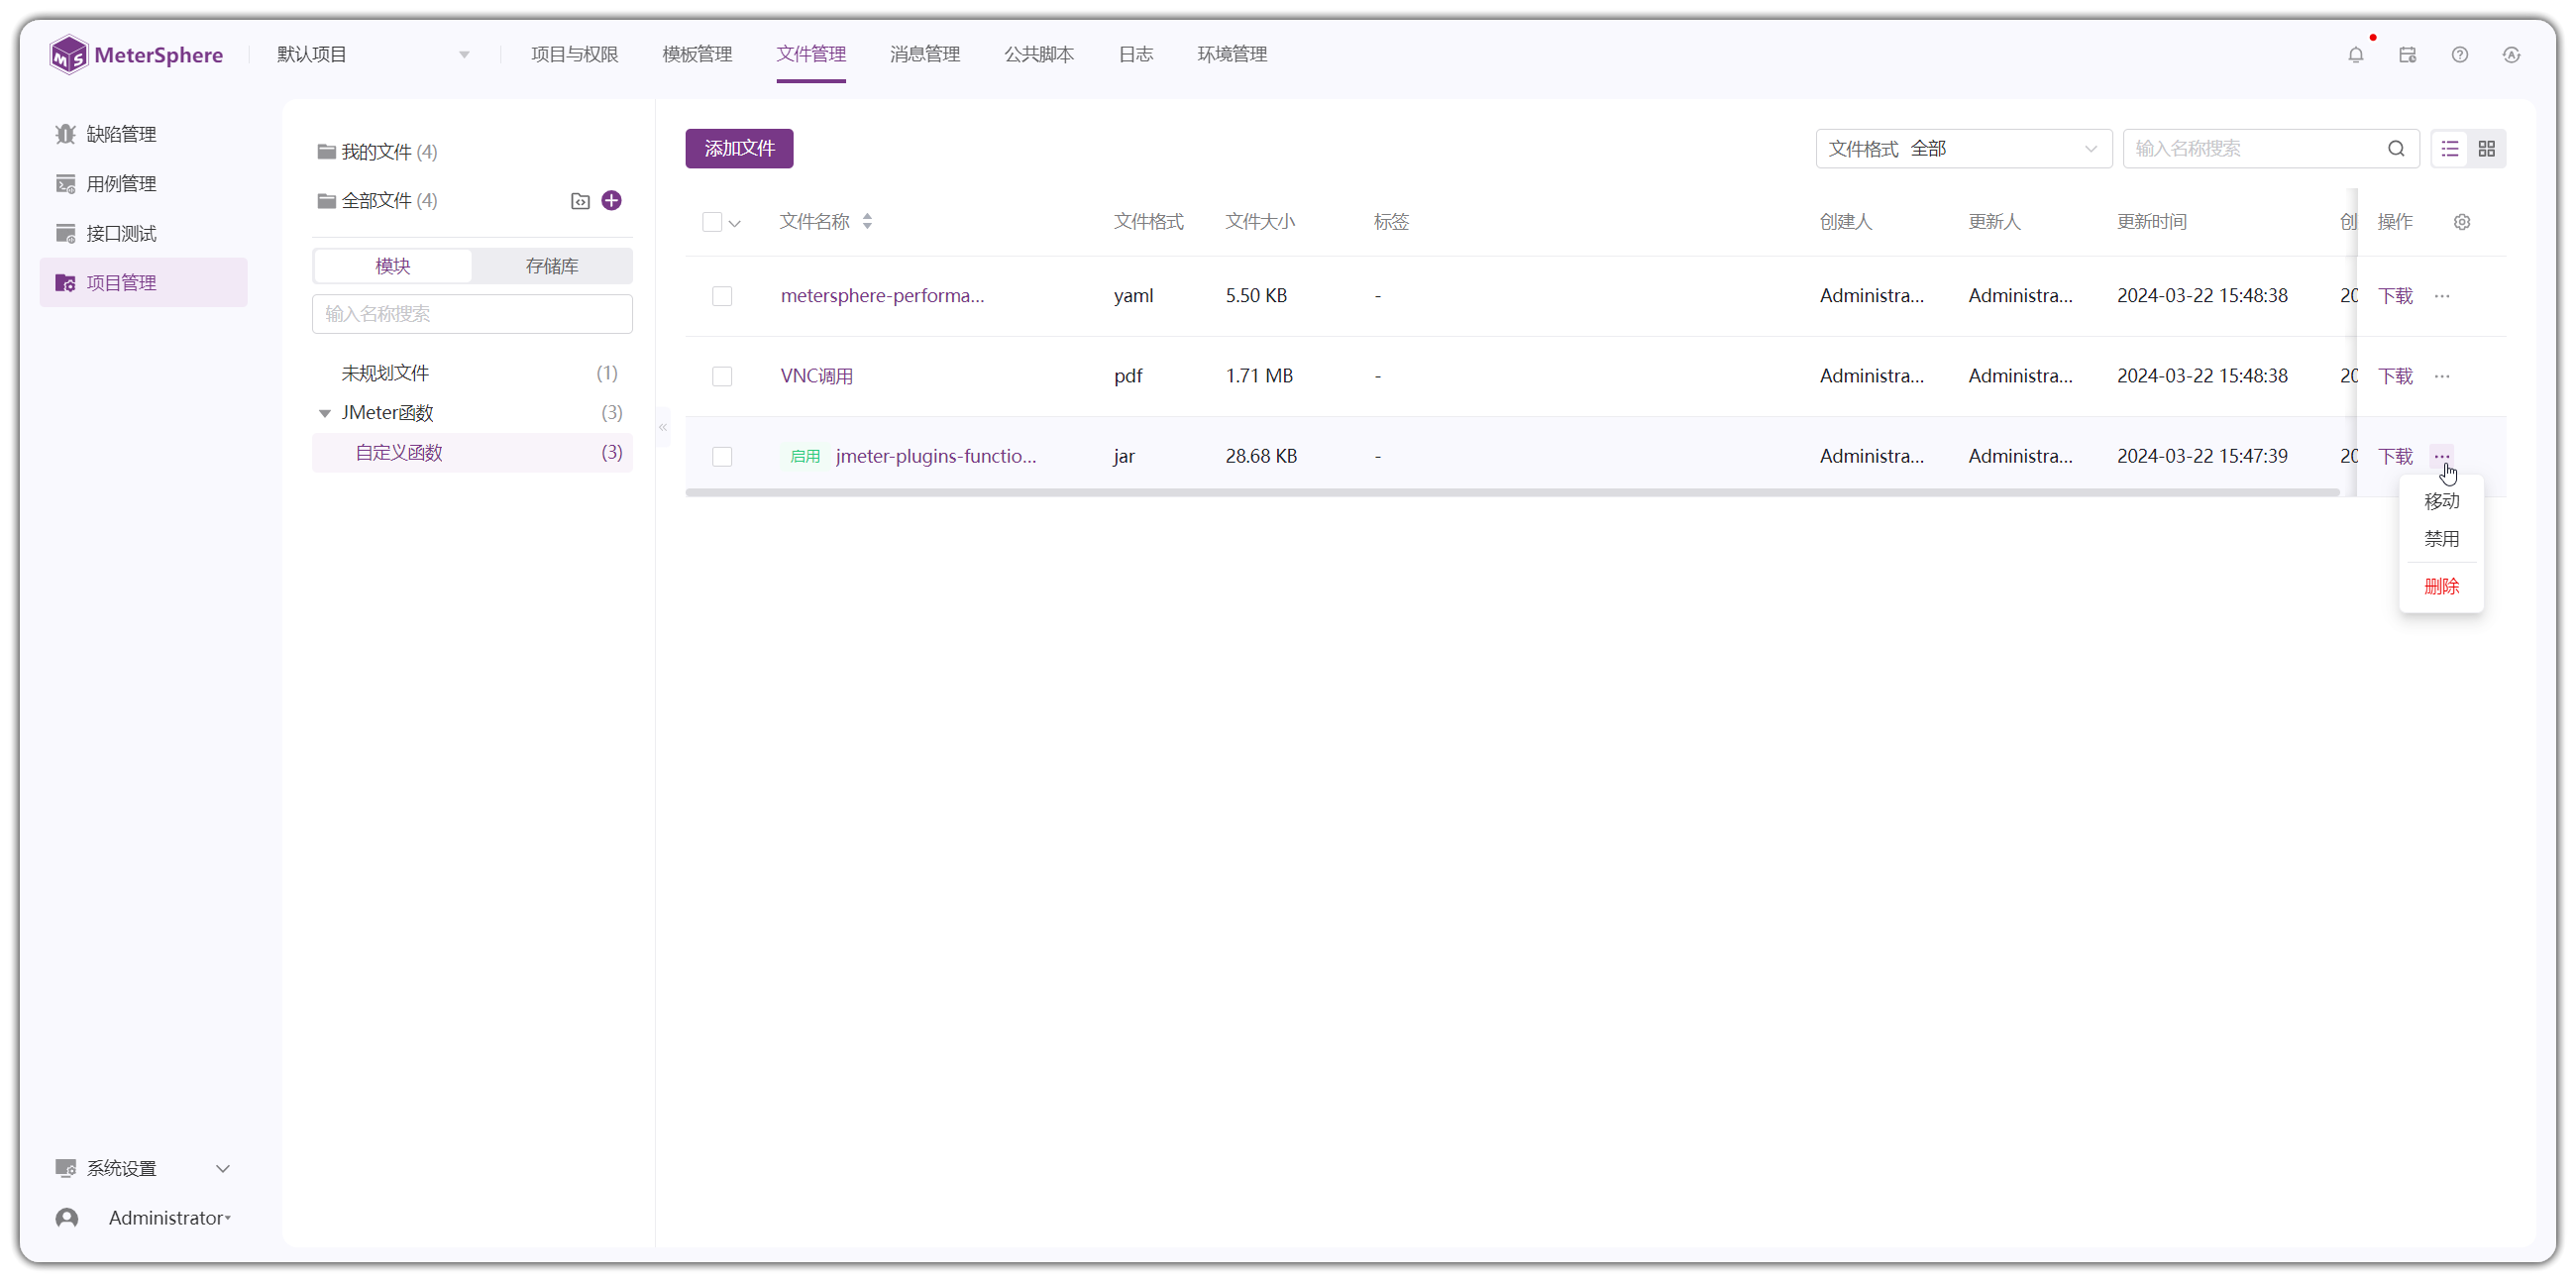 MeterSphere
默认项目
项目与权限
模板管理
文件管理
消息管理
公共脚本
日志
环境管理
缺陷管理
用例管理
接口测试
项目管理
系统设置
Administrator
我的文件 (4)
全部文件 (4)
模块
存储库
输入名称搜索
未规划文件 (1)
JMeter函数 (3)
自定义函数 (3)
添加文件
文件格式 全部
输入名称搜索
文件名称 文件格式 文件大小 标签 创建人 更新人 更新时间 创 操作
metersphere-performa... yaml 5.50 KB - Administra... Administra... 2024-03-22 15:48:38 20 下载 ...
VNC调用 pdf 1.71 MB - Administra... Administra... 2024-03-22 15:48:38 20 下载 ...
启用 jmeter-plugins-functio... jar 28.68 KB - Administra... Administra... 2024-03-22 15:47:39 20 下载 ...
移动
禁用
删除